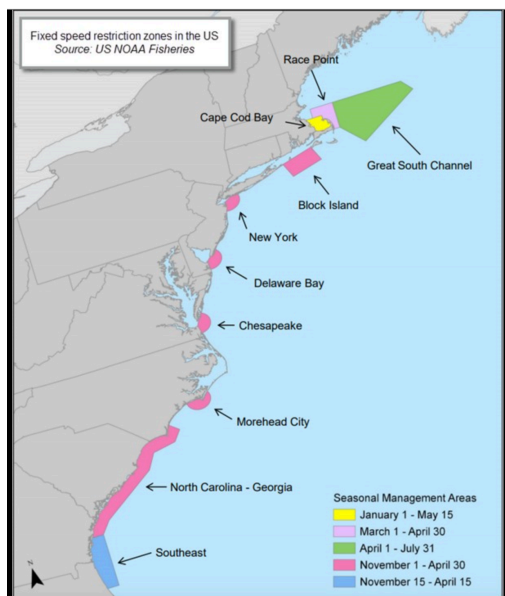 Fixed speed restriction zones in the US
Source: US NOAA Fisheries
Race Point
Cape Cod Bay
Great South Channel
Block Island
New York
Delaware Bay
Chesapeake
Morehead City
North Carolina - Georgia
Southeast
Seasonal Management Areas
January 1 - May 15
March 1 - April 30
April 1 - July 31
November 1 - April 30
November 15 - April 15
N